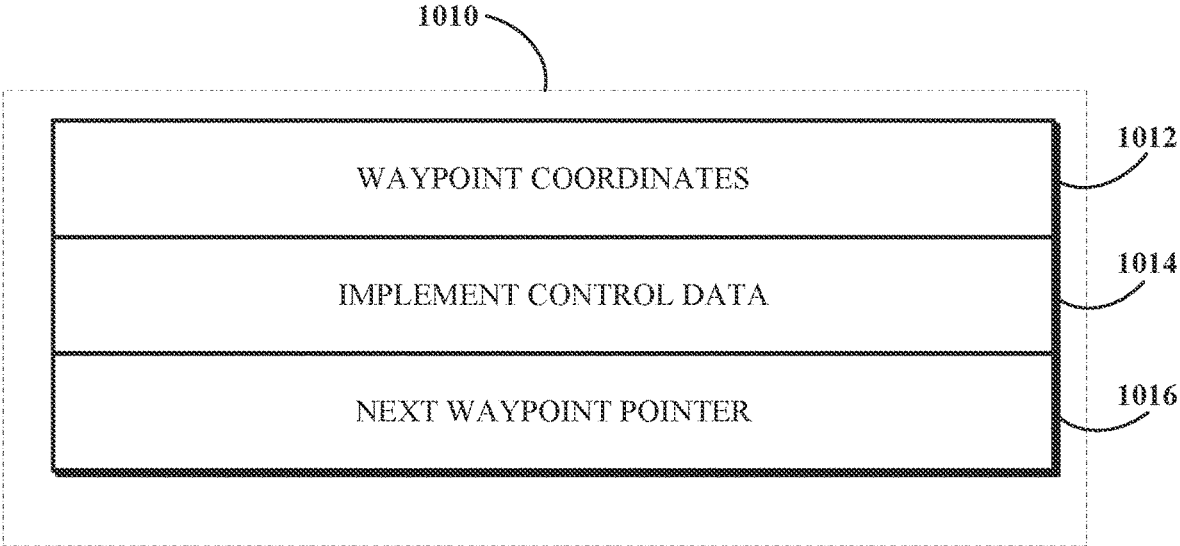 1010
WAYPOINT COORDINATES
1012
IMPLEMENT CONTROL DATA
1014
NEXT WAYPOINT POINTER
1016